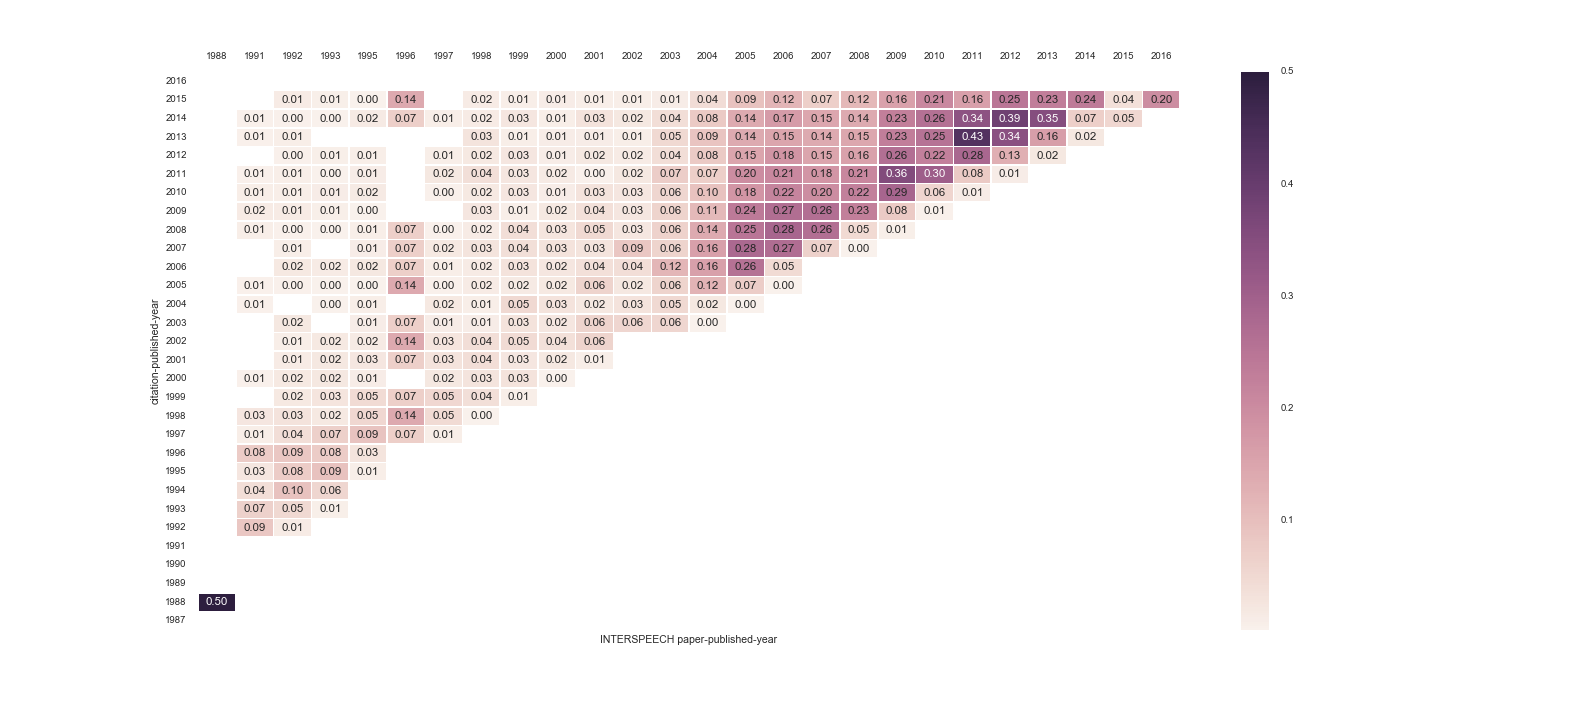 1988 1991 1992 1993 1995 1996 1997 1998 1999 2000 2001 2002 2003 2004 2005 2006 2007 2008 2009 2010 2011 2012 2013 2014 2015 2016
2016
2015 0.01 0.01 0.00 0.14 0.02 0.01 0.01 0.01 0.01 0.01 0.04 0.09 0.12 0.07 0.12 0.16 0.21 0.16 0.25 0.23 0.24 0.04 0.20
2014 0.01 0.00 0.00 0.02 0.07 0.01 0.02 0.03 0.01 0.03 0.02 0.04 0.08 0.14 0.17 0.15 0.14 0.23 0.26 0.34 0.39 0.35 0.07 0.05
2013 0.01 0.01 0.03 0.01 0.01 0.01 0.01 0.05 0.09 0.14 0.15 0.14 0.15 0.23 0.25 0.43 0.34 0.16 0.02
2012 0.00 0.01 0.01 0.01 0.02 0.03 0.01 0.02 0.02 0.04 0.08 0.15 0.18 0.15 0.16 0.26 0.22 0.28 0.13 0.02
2011 0.01 0.01 0.00 0.01 0.02 0.04 0.03 0.02 0.00 0.02 0.07 0.07 0.20 0.21 0.18 0.21 0.36 0.30 0.08 0.01
2010 0.01 0.01 0.01 0.02 0.00 0.02 0.03 0.01 0.03 0.03 0.06 0.10 0.18 0.22 0.20 0.22 0.29 0.06 0.01
2009 0.02 0.01 0.01 0.00 0.03 0.01 0.02 0.04 0.03 0.06 0.11 0.24 0.27 0.26 0.23 0.08 0.01
2008 0.01 0.00 0.00 0.01 0.07 0.00 0.02 0.04 0.03 0.05 0.03 0.06 0.14 0.25 0.28 0.26 0.05 0.01
2007 0.01 0.01 0.07 0.02 0.03 0.04 0.03 0.03 0.09 0.06 0.16 0.28 0.27 0.07 0.00
2006 0.02 0.02 0.02 0.07 0.01 0.02 0.03 0.02 0.04 0.04 0.12 0.16 0.26 0.05
2005 0.01 0.00 0.00 0.00 0.14 0.00 0.02 0.02 0.02 0.06 0.02 0.06 0.12 0.07 0.00
2004 0.01 0.00 0.01 0.02 0.01 0.05 0.03 0.02 0.03 0.05 0.02 0.00
2003 0.02 0.01 0.07 0.01 0.01 0.03 0.02 0.06 0.06 0.06 0.00
2002 0.01 0.02 0.02 0.14 0.03 0.04 0.05 0.04 0.06
2001 0.01 0.02 0.03 0.07 0.03 0.04 0.03 0.02 0.01
2000 0.01 0.02 0.02 0.01 0.02 0.03 0.03 0.00
1999 0.02 0.03 0.05 0.07 0.05 0.04 0.01
1998 0.03 0.03 0.02 0.05 0.14 0.05 0.00
1997 0.01 0.04 0.07 0.09 0.07 0.01
1996 0.08 0.09 0.08 0.03
1995 0.03 0.08 0.09 0.01
1994 0.04 0.10 0.06
1993 0.07 0.05 0.01
1992 0.09 0.01
1991
1990
1989
1988 0.50
1987
citation-published-year
INTERSPEECH paper-published-year
0.5
0.4
0.3
0.2
0.1